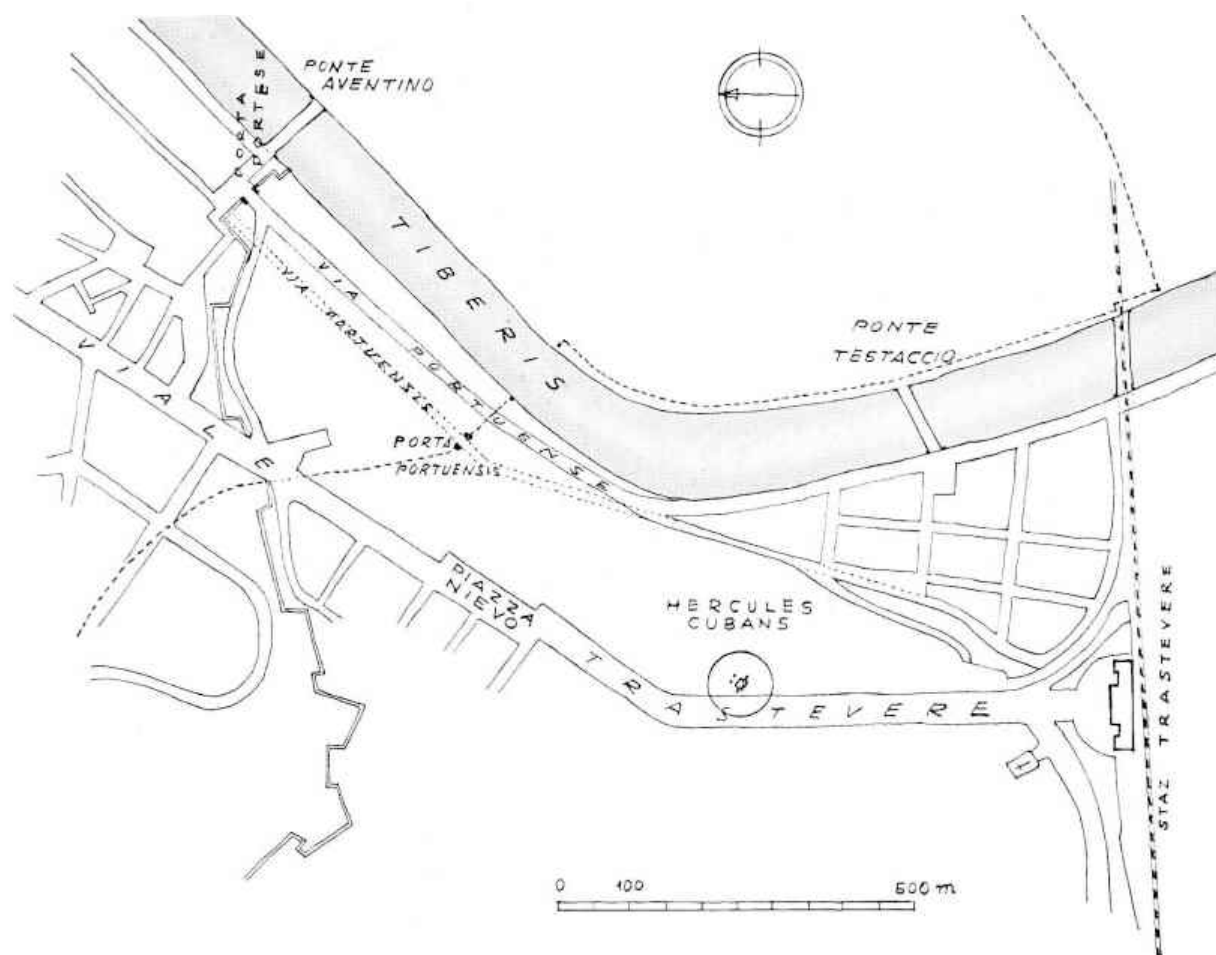 PONTE
AVENTINO
PORTA
PORTESE
TIBERIS
VIA PORTUENSIS
VIA PORTUENSE
PONTE
TESTACCIO
PORTA
PORTUENSIS
VIALE TRASTEVERE
PIAZZA
NIEVO
HERCULES
CUBANS
STAZ TRASTEVERE
0 100 500 m